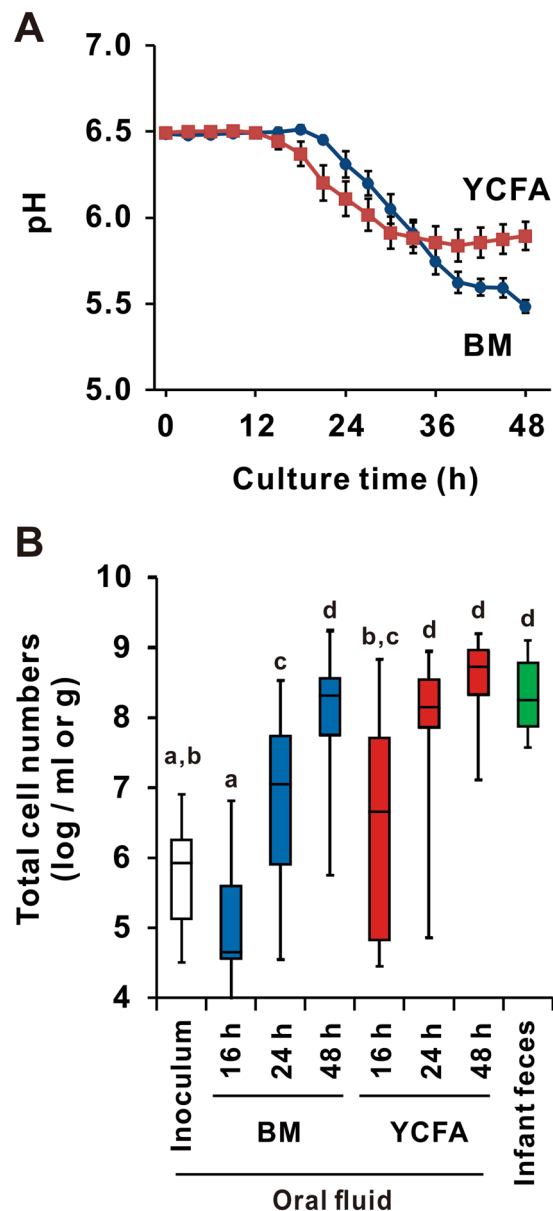 A
7.0
6.5
6.0
5.5
5.0
pH
YCFA
BM
0 12 24 36 48
Culture time (h)
B
Total cell numbers
(log / ml or g)
10
9
8
7
6
5
4
a,b
a
c
d
b,c
d
d
d
Inoculum
16 h
24 h
48 h
16 h
24 h
48 h
Infant feces
BM
YCFA
Oral fluid